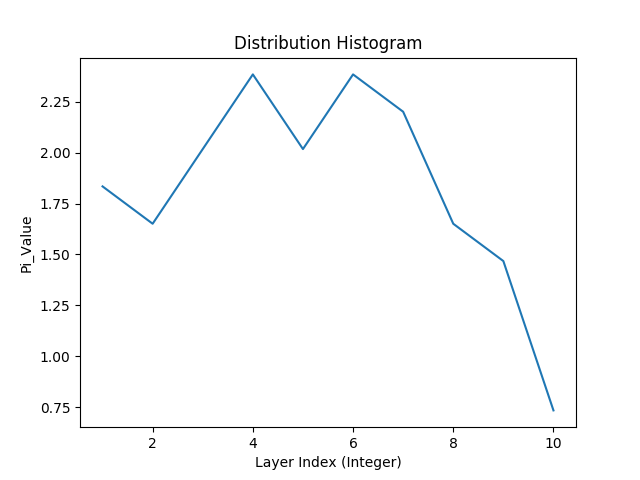 Distribution Histogram
Pi_Value
2.25
2.00
1.75
1.50
1.25
1.00
0.75
2 4 6 8 10
Layer Index (Integer)